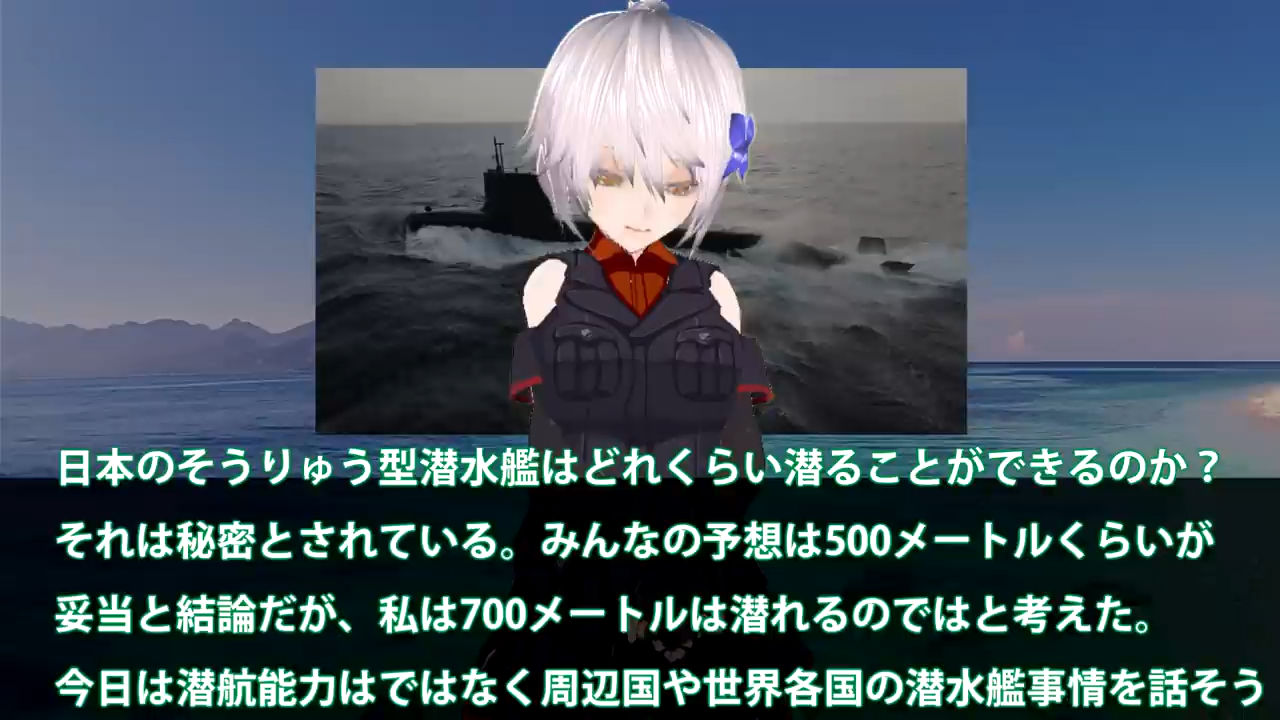 日本のそうりゅう型潜水艦はどれくらい潜ることができるのか？
それは秘密とされている。みんなの予想は500メートルくらいが
妥当と結論だが、私は700メートルは潜れるのではと考えた。
今日は潜航能力はではなく周辺国や世界各国の潜水艦事情を話そう